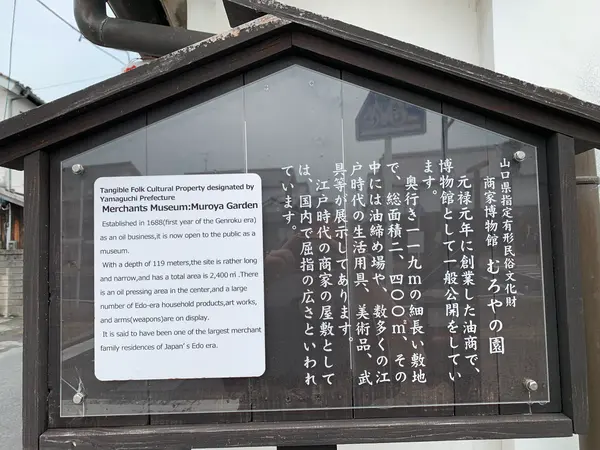 Tangible Folk Cultural Property designated by
Yamaguchi Prefecture
Merchants Museum:Muroya Garden
Established in 1688(first year of the Genroku era)
as an oil business,it is now open to the public as a
museum.
With a depth of 119 meters,the site is rather long
and narrow,and has a total area is 2,400 ㎡ .There
is an oil pressing area in the center,and a large
number of Edo-era household products,art works,
and arms(weapons)are on display.
It is said to have been one of the largest merchant
family residences of Japan's Edo era.
山口県指定有形民俗文化財
商家博物館 むろやの園
元禄元年に創業した油商で、
博物館として一般公開をしてい
ます。
奥行き一一九ｍの細長い敷地
で、総面積二、四〇〇㎡、その
中には油締め場や、数多くの江
戸時代の生活用具、美術品、武
具等が展示してあります。
江戸時代の商家の屋敷として
は、国内で屈指の広さといわれ
ています。